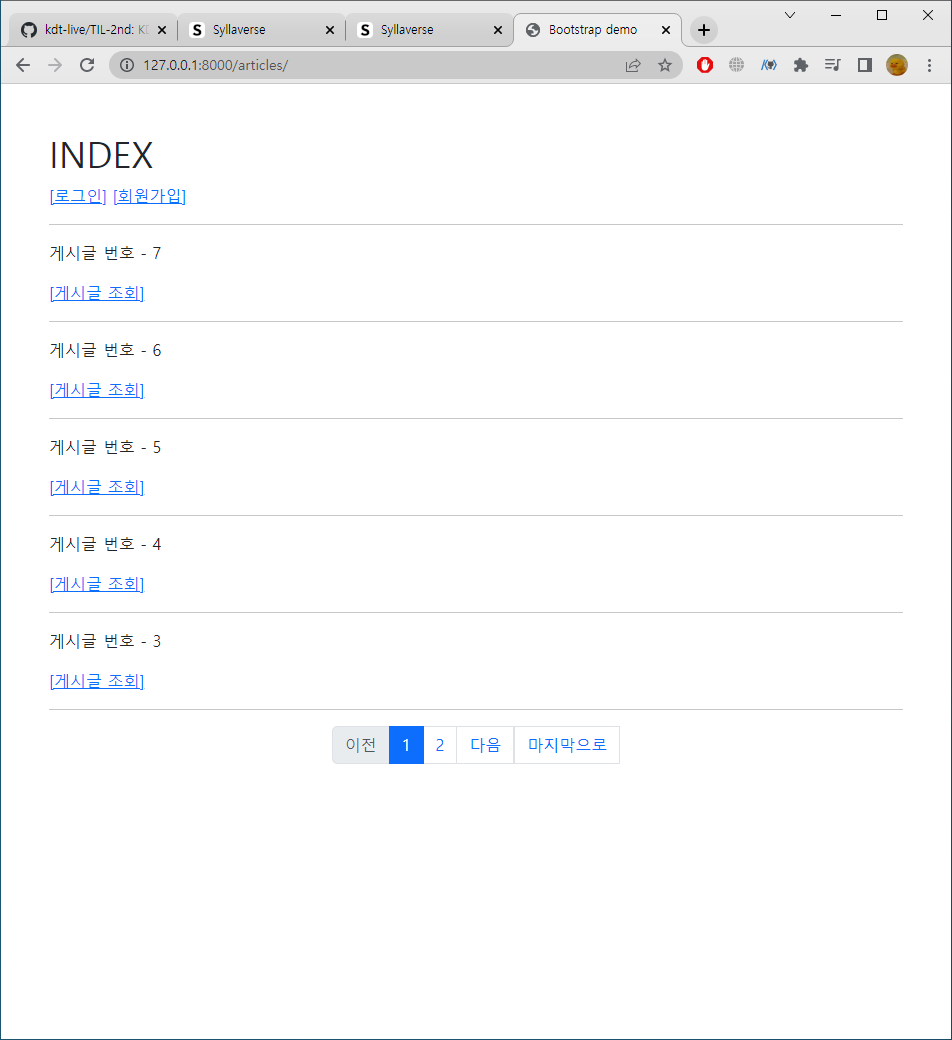 kdt-live/TIL-2nd: KD
Syllaverse
Syllaverse
Bootstrap demo
127.0.0.1:8000/articles/
INDEX
[로그인] [회원가입]
게시글 번호 - 7
[게시글 조회]
게시글 번호 - 6
[게시글 조회]
게시글 번호 - 5
[게시글 조회]
게시글 번호 - 4
[게시글 조회]
게시글 번호 - 3
[게시글 조회]
이전 1 2 다음 마지막으로